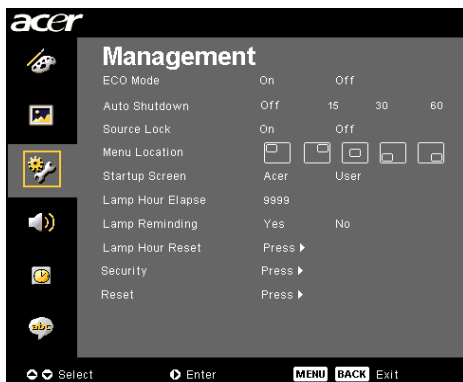 acer
Management
ECO Mode On Off
Auto Shutdown Off 15 30 60
Source Lock On Off
Menu Location
Startup Screen Acer User
Lamp Hour Elapse 9999
Lamp Reminding Yes No
Lamp Hour Reset Press
Security Press
Reset Press
abc
Select Enter MENU BACK Exit